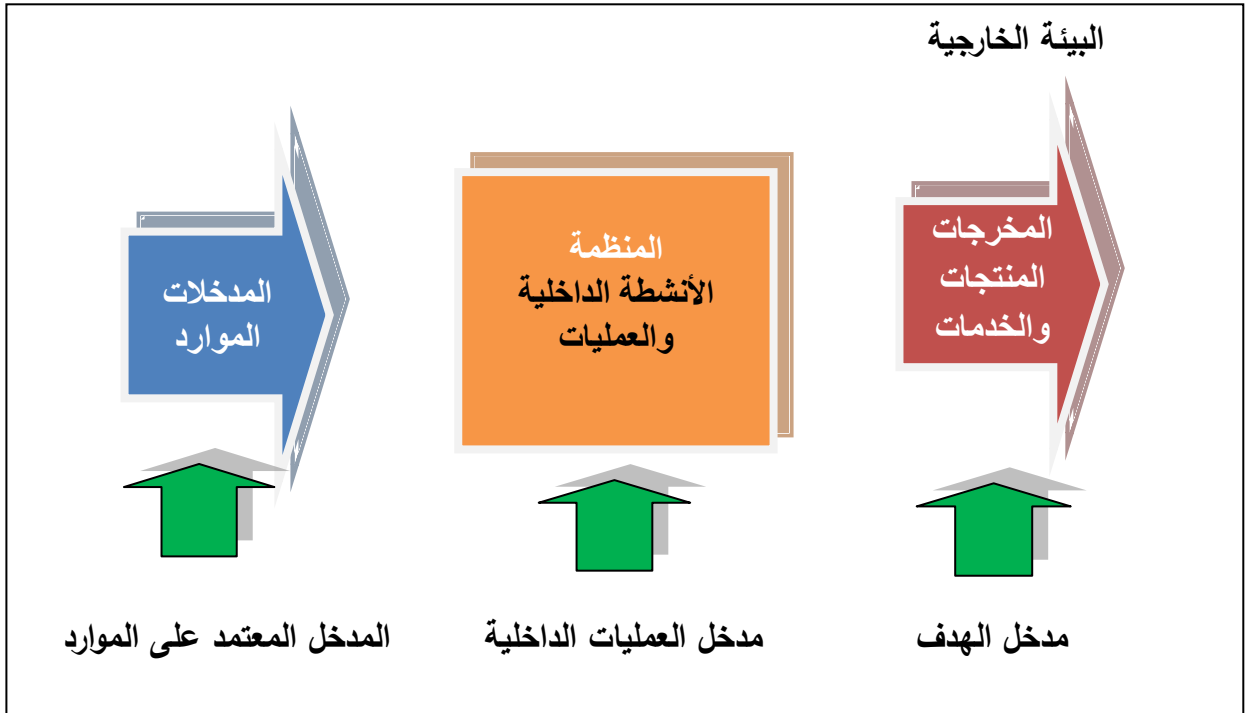 البيئة الخارجية
المخرجات
المنتجات
والخدمات
المنظمة
الأنشطة الداخلية
والعمليات
المدخلات
الموارد
مدخل الهدف
مدخل العمليات الداخلية
المدخل المعتمد على الموارد